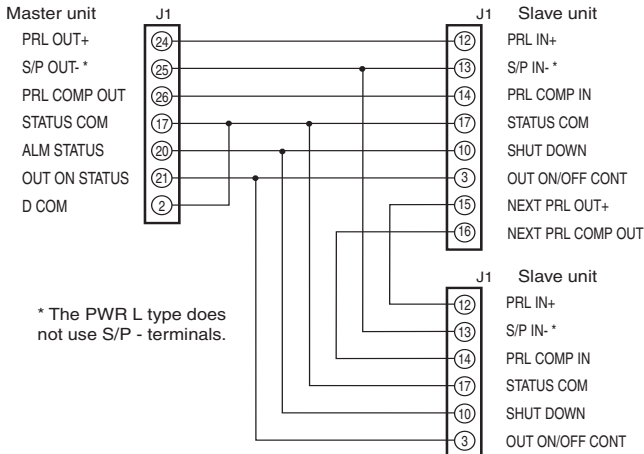 Master unit
J1
PRL OUT+ 24
S/P OUT- * 25
PRL COMP OUT 26
STATUS COM 17
ALM STATUS 20
OUT ON STATUS 21
D COM 2
J1
Slave unit
12 PRL IN+
13 S/P IN- *
14 PRL COMP IN
17 STATUS COM
10 SHUT DOWN
3 OUT ON/OFF CONT
15 NEXT PRL OUT+
16 NEXT PRL COMP OUT
J1
Slave unit
12 PRL IN+
13 S/P IN- *
14 PRL COMP IN
17 STATUS COM
10 SHUT DOWN
3 OUT ON/OFF CONT
* The PWR L type does
not use S/P - terminals.